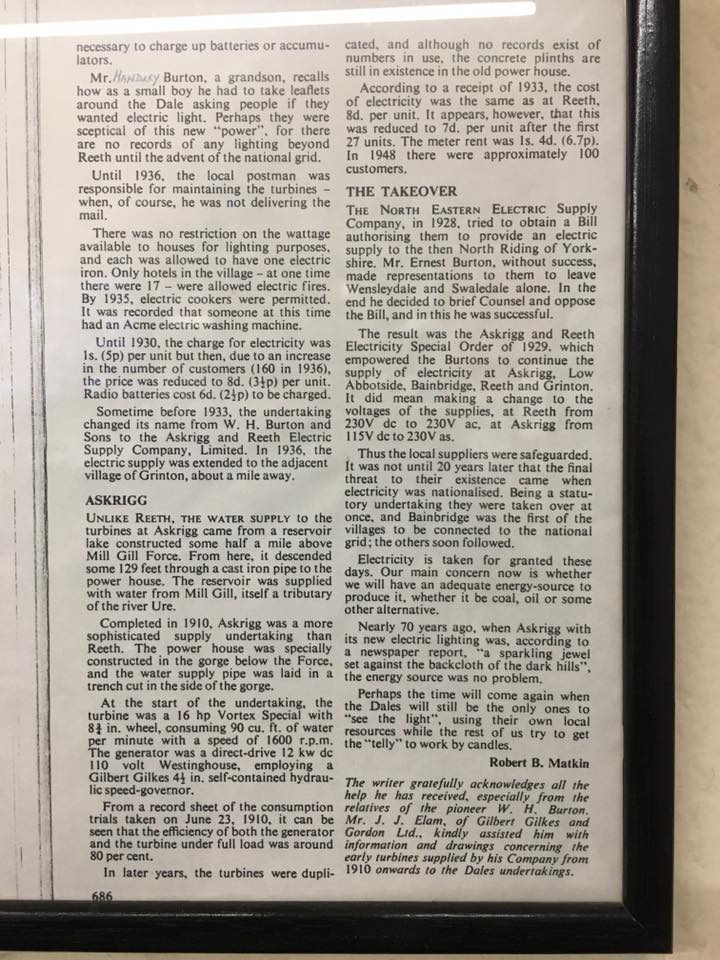 necessary to charge up batteries or accumu-
lators.
Mr. HANDLEY Burton, a grandson, recalls
how as a small boy he had to take leaflets
around the Dale asking people if they
wanted electric light. Perhaps they were
sceptical of this new "power", for there
are no records of any lighting beyond
Reeth until the advent of the national grid.
Until 1936, the local postman was
responsible for maintaining the turbines –
when, of course, he was not delivering the
mail.
There was no restriction on the wattage
available to houses for lighting purposes,
and each was allowed to have one electric
iron. Only hotels in the village – at one time
there were 17 – were allowed electric fires.
By 1935, electric cookers were permitted.
It was recorded that someone at this time
had an Acme electric washing machine.
Until 1930, the charge for electricity was
1s. (5p) per unit but then, due to an increase
in the number of customers (160 in 1936),
the price was reduced to 8d. (3½p) per unit.
Radio batteries cost 6d. (2½p) to be charged.
Sometime before 1933, the undertaking
changed its name from W. H. Burton and
Sons to the Askrigg and Reeth Electric
Supply Company, Limited. In 1936, the
electric supply was extended to the adjacent
village of Grinton, about a mile away.
ASKRIGG
UNLIKE REETH, THE WATER SUPPLY to the
turbines at Askrigg came from a reservoir
lake constructed some half a mile above
Mill Gill Force. From here, it descended
some 129 feet through a cast iron pipe to the
power house. The reservoir was supplied
with water from Mill Gill, itself a tributary
of the river Ure.
Completed in 1910, Askrigg was a more
sophisticated supply undertaking than
Reeth. The power house was specially
constructed in the gorge below the Force,
and the water supply pipe was laid in a
trench cut in the side of the gorge.
At the start of the undertaking, the
turbine was a 16 hp Vortex Special with
8¾ in. wheel, consuming 90 cu. ft. of water
per minute with a speed of 1600 r.p.m.
The generator was a direct-drive 12 kw dc
110 volt Westinghouse, employing a
Gilbert Gilkes 4½ in. self-contained hydrau-
lic speed-governor.
From a record sheet of the consumption
trials taken on June 23, 1910, it can be
seen that the efficiency of both the generator
and the turbine under full load was around
80 per cent.
In later years, the turbines were dupli-
686
cated, and although no records exist of
numbers in use, the concrete plinths are
still in existence in the old power house.
According to a receipt of 1933, the cost
of electricity was the same as at Reeth,
8d. per unit. It appears, however, that this
was reduced to 7d. per unit after the first
27 units. The meter rent was 1s. 4d. (6.7p).
In 1948 there were approximately 100
customers.
THE TAKEOVER
THE NORTH EASTERN ELECTRIC Supply
Company, in 1928, tried to obtain a Bill
authorising them to provide an electric
supply to the then North Riding of York-
shire. Mr. Ernest Burton, without success,
made representations to them to leave
Wensleydale and Swaledale alone. In the
end he decided to brief Counsel and oppose
the Bill, and in this he was successful.
The result was the Askrigg and Reeth
Electricity Special Order of 1929, which
empowered the Burtons to continue the
supply of electricity at Askrigg, Low
Abbotside, Bainbridge, Reeth and Grinton.
It did mean making a change to the
voltages of the supplies, at Reeth from
230V dc to 230V ac, at Askrigg from
115V dc to 230V as.
Thus the local suppliers were safeguarded.
It was not until 20 years later that the final
threat to their existence came when
electricity was nationalised. Being a statu-
tory undertaking they were taken over at
once, and Bainbridge was the first of the
villages to be connected to the national
grid; the others soon followed.
Electricity is taken for granted these
days. Our main concern now is whether
we will have an adequate energy-source to
produce it, whether it be coal, oil or some
other alternative.
Nearly 70 years ago, when Askrigg with
its new electric lighting was, according to
a newspaper report, "a sparkling jewel
set against the backcloth of the dark hills",
the energy source was no problem.
Perhaps the time will come again when
the Dales will still be the only ones to
"see the light", using their own local
resources while the rest of us try to get
the "telly" to work by candles.
Robert B. Matkin
The writer gratefully acknowledges all the
help he has received, especially from the
relatives of the pioneer W. H. Burton.
Mr. J. J. Elam, of Gilbert Gilkes and
Gordon Ltd., kindly assisted him with
information and drawings concerning the
early turbines supplied by his Company from
1910 onwards to the Dales undertakings.